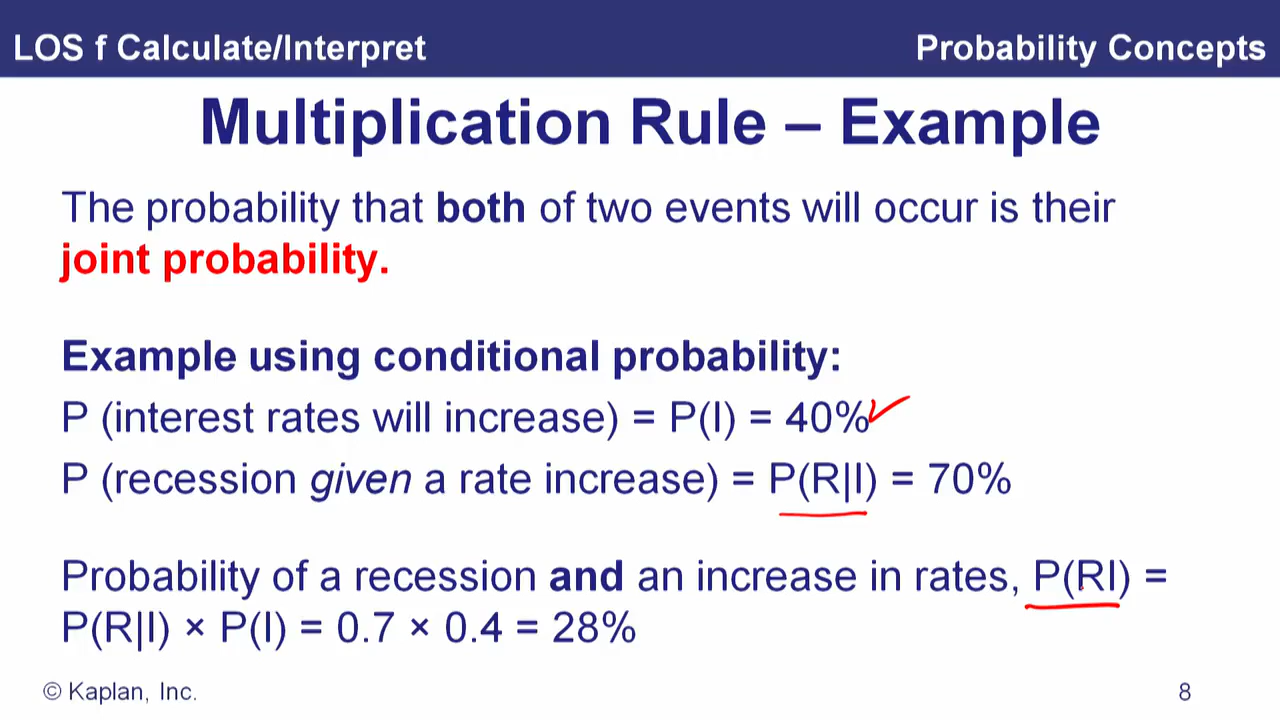 LOS f Calculate/Interpret
Probability Concepts
Multiplication Rule – Example
The probability that both of two events will occur is their
joint probability.
Example using conditional probability:
P (interest rates will increase) = P(I) = 40%
P (recession given a rate increase) = P(R|I) = 70%
Probability of a recession and an increase in rates, P(RI) =
P(R|I) × P(I) = 0.7 × 0.4 = 28%
© Kaplan, Inc.
8